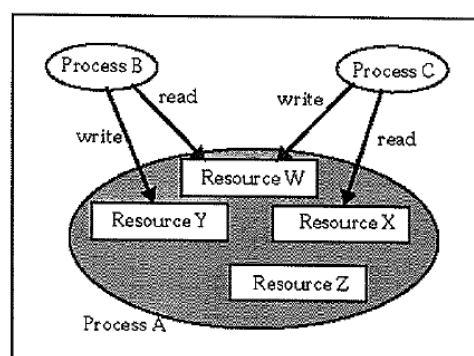 Process B
Process C
read
write
write
read
Resource W
Resource Y
Resource X
Resource Z
Process A